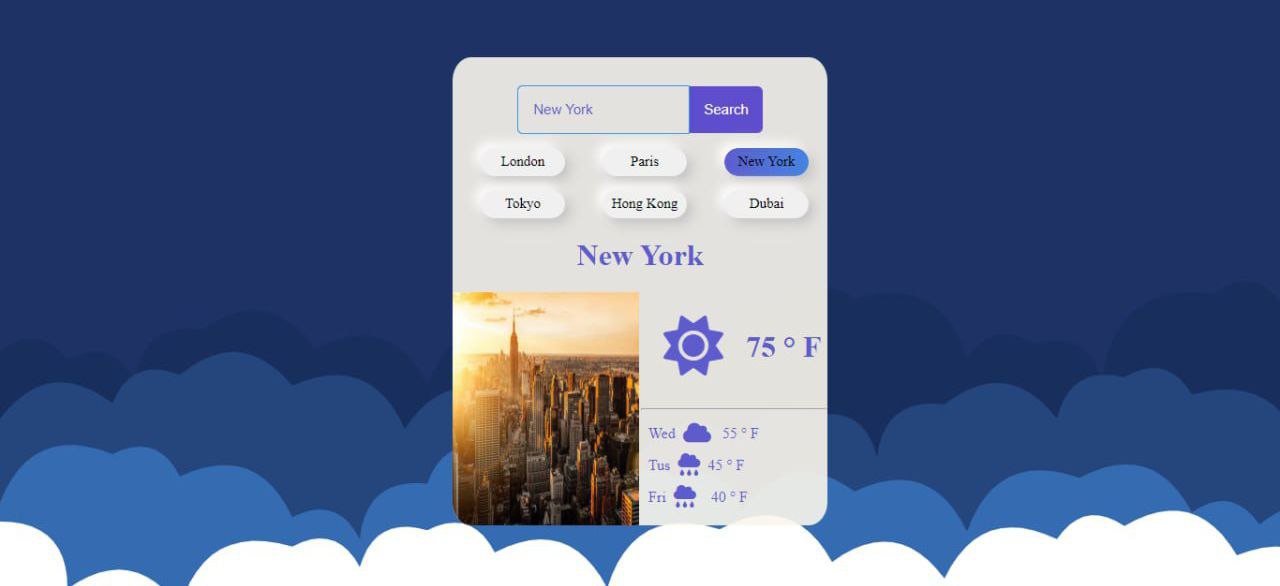 New York Search
London Paris New York
Tokyo Hong Kong Dubai
New York
75 ° F
Wed 55 ° F
Tus 45 ° F
Fri 40 ° F